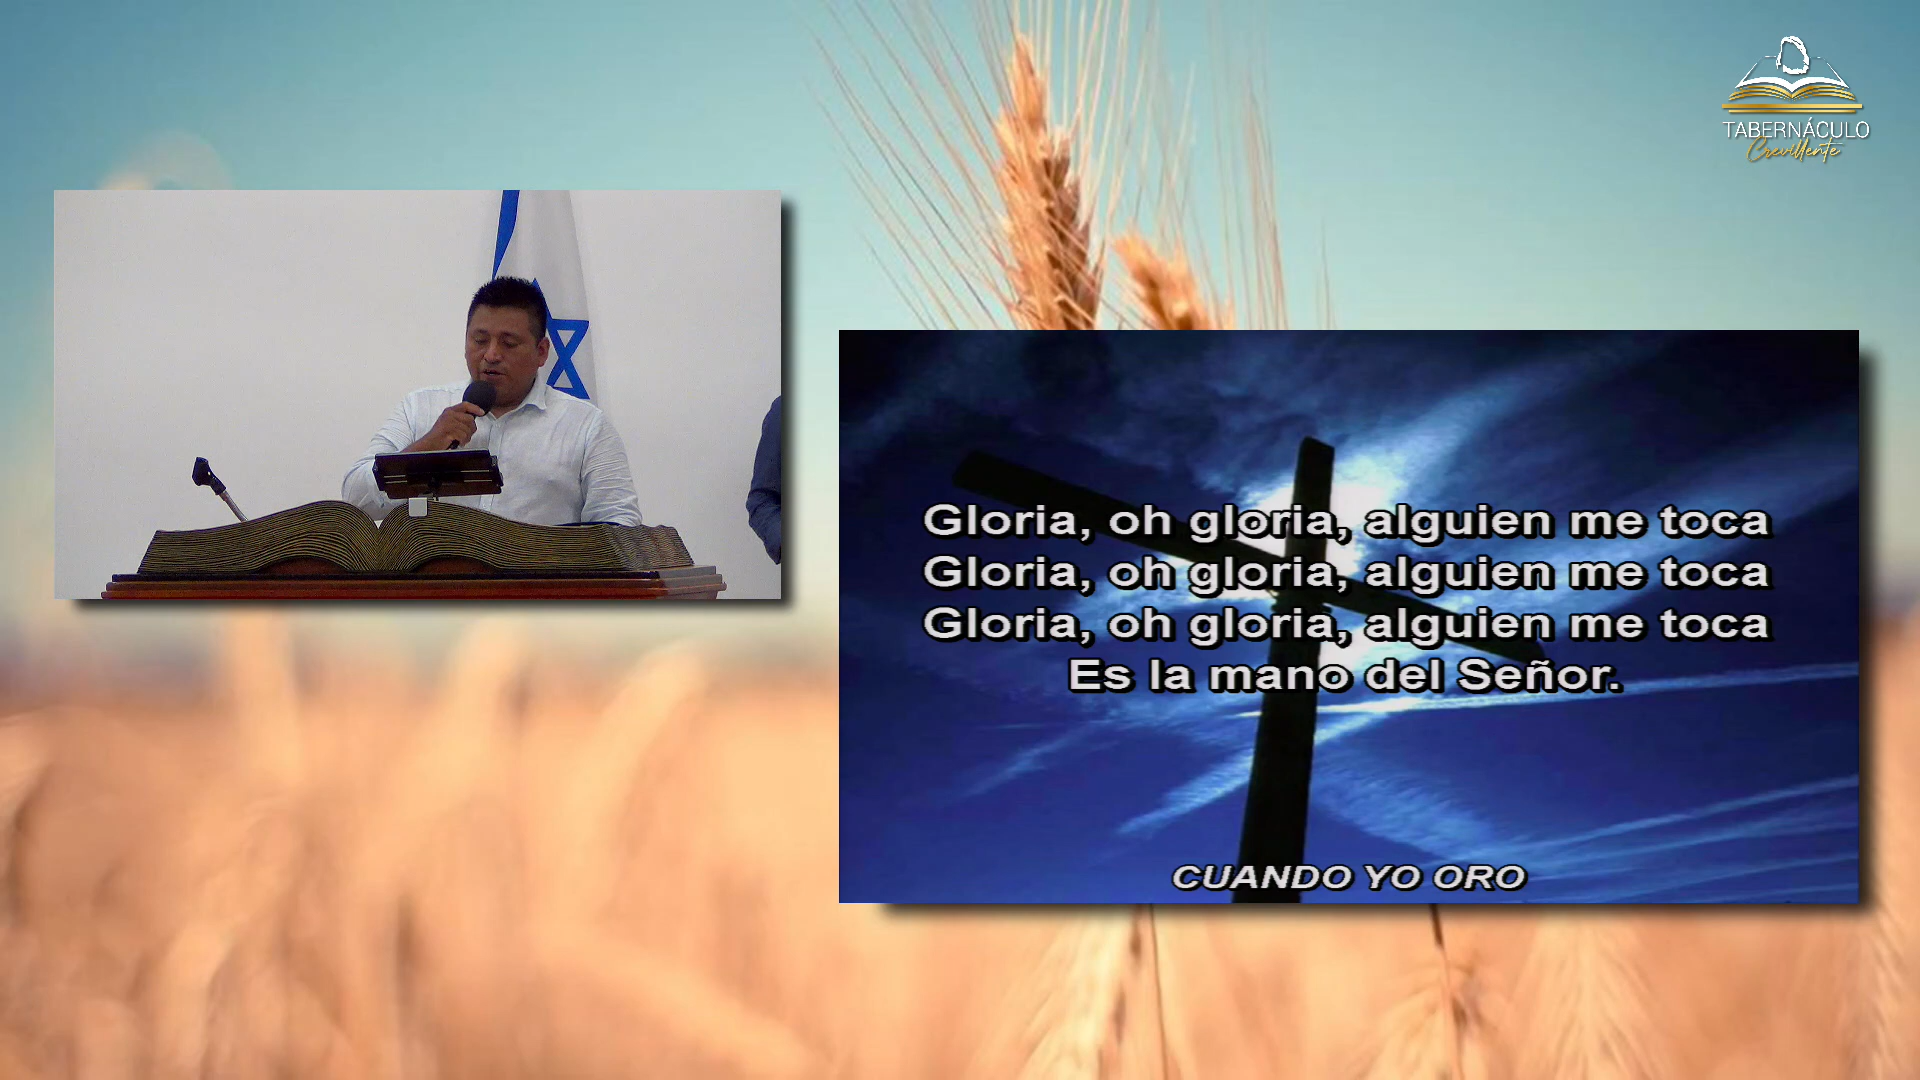 TABERNÁCULO
Crevillente
Gloria, oh gloria, alguien me toca
Gloria, oh gloria, alguien me toca
Gloria, oh gloria, alguien me toca
Es la mano del Señor.
CUANDO YO ORO